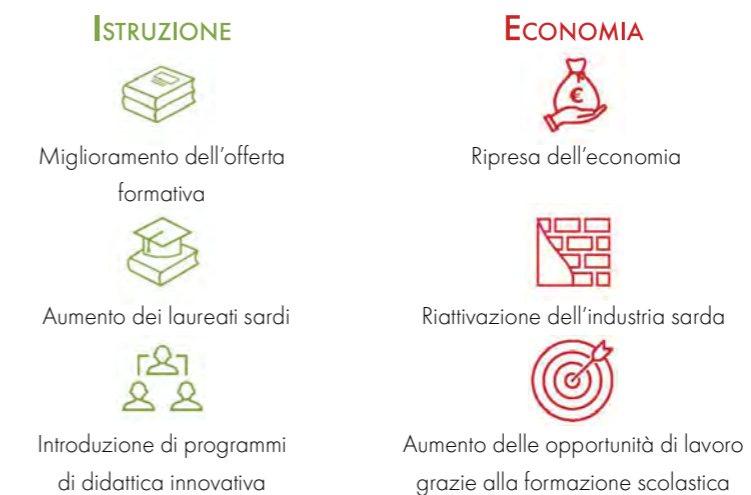 ISTRUZIONE
Miglioramento dell'offerta
formativa
Aumento dei laureati sardi
Introduzione di programmi
di didattica innovativa
ECONOMIA
€
Ripresa dell'economia
Riattivazione dell'industria sarda
Aumento delle opportunità di lavoro
grazie alla formazione scolastica